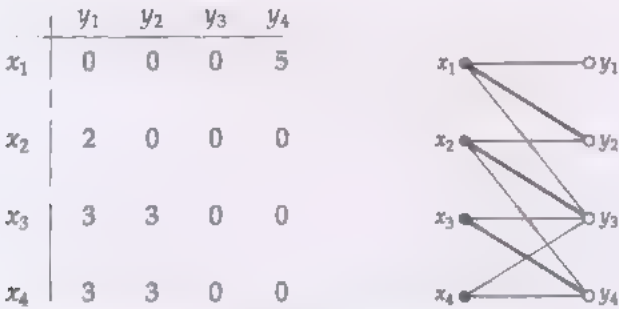 y₁ y₂ y₃ y₄
x₁ 0 0 0 5
x₂ 2 0 0 0
x₃ 3 3 0 0
x₄ 3 3 0 0
x₁ y₁
x₂ y₂
x₃ y₃
x₄ y₄